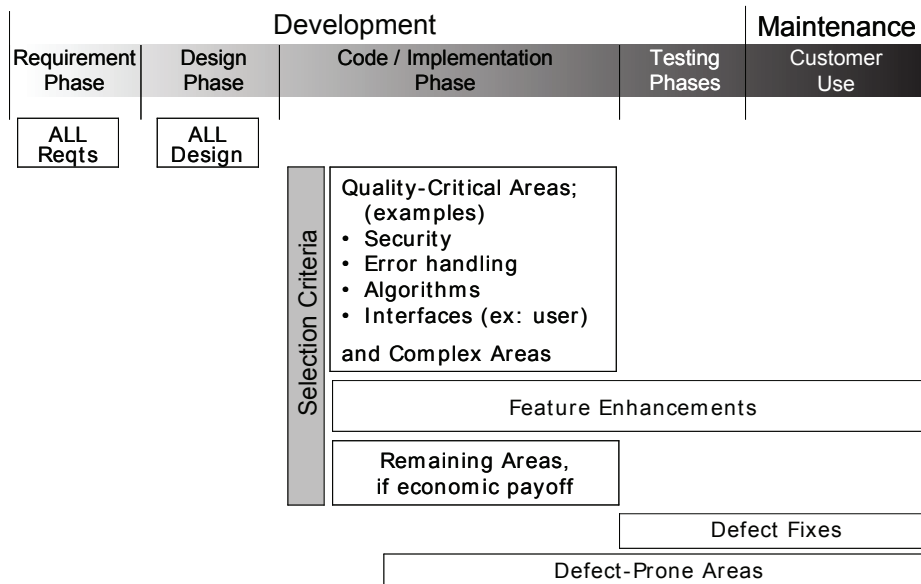 Development
Maintenance
Requirement
Phase
Design
Phase
Code / Implementation
Phase
Testing
Phases
Customer
Use
ALL
Reqts
ALL
Design
Selection Criteria
Quality-Critical Areas;
(examples)
• Security
• Error handling
• Algorithms
• Interfaces (ex: user)
and Complex Areas
Feature Enhancements
Remaining Areas,
if economic payoff
Defect Fixes
Defect-Prone Areas